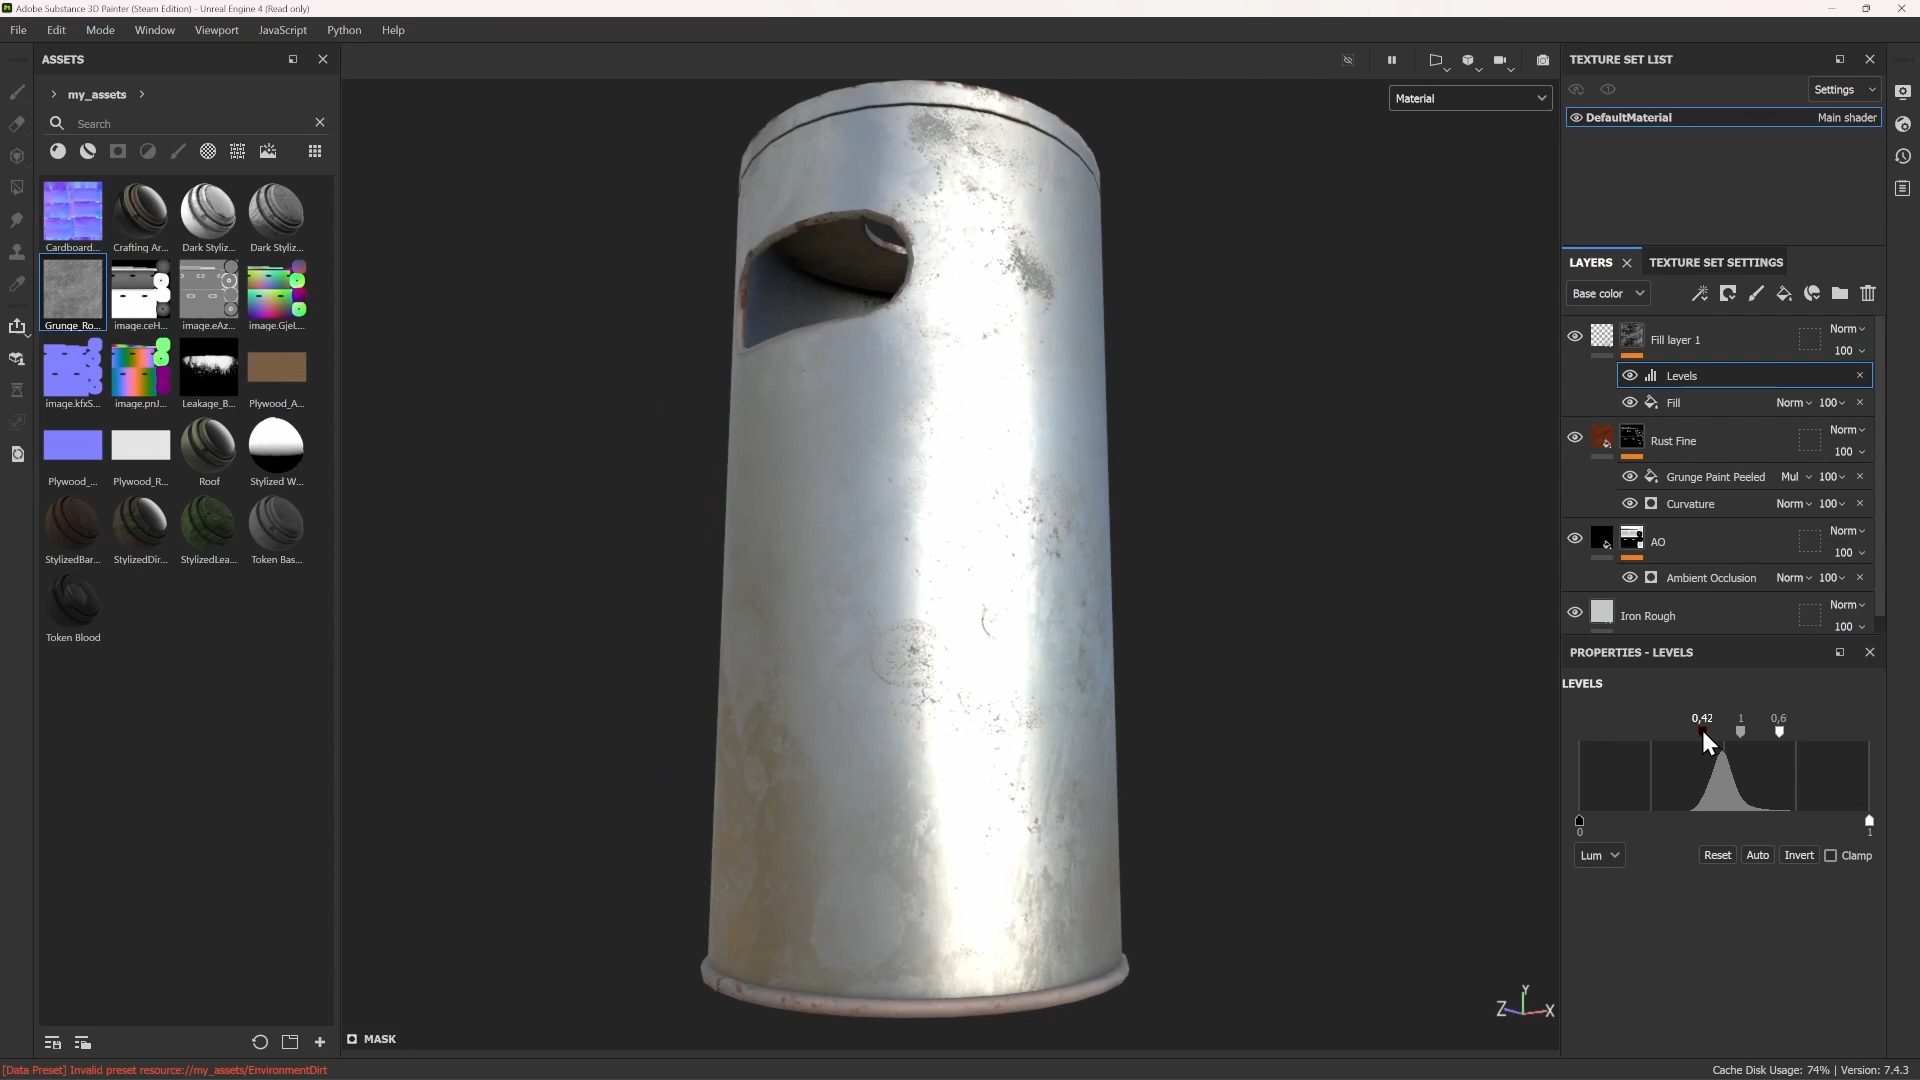 Adobe Substance 3D Painter (Steam Edition) - Unreal Engine 4 (Read only)
File Edit Mode Window Viewport JavaScript Python Help
ASSETS
my_assets
Search
Cardboard... Crafting Ar... Dark Styliz... Dark Styliz...
Grunge_Ro... image.ceH... image.eAz... image.GjeL...
image.kfxS... image.pnJ... Leakage_B... Plywood_A...
Plywood_... Plywood_R... Roof Stylized W...
StylizedBar... StylizedDir... StylizedLea... Token Bas...
Token Blood
Material
MASK
Y
Z X
TEXTURE SET LIST
Settings
DefaultMaterial Main shader
LAYERS TEXTURE SET SETTINGS
Base color
Fill layer 1 Norm
100
Levels
Fill Norm 100
Rust Fine Norm
100
Grunge Paint Peeled Mul 100
Curvature Norm 100
AO Norm
100
Ambient Occlusion Norm 100
Iron Rough Norm
100
PROPERTIES - LEVELS
LEVELS
0,42 1 0,6
0 1
Lum Reset Auto Invert Clamp
[Data Preset] Invalid preset resource://my_assets/EnvironmentDirt
Cache Disk Usage: 74% | Version: 7.4.3